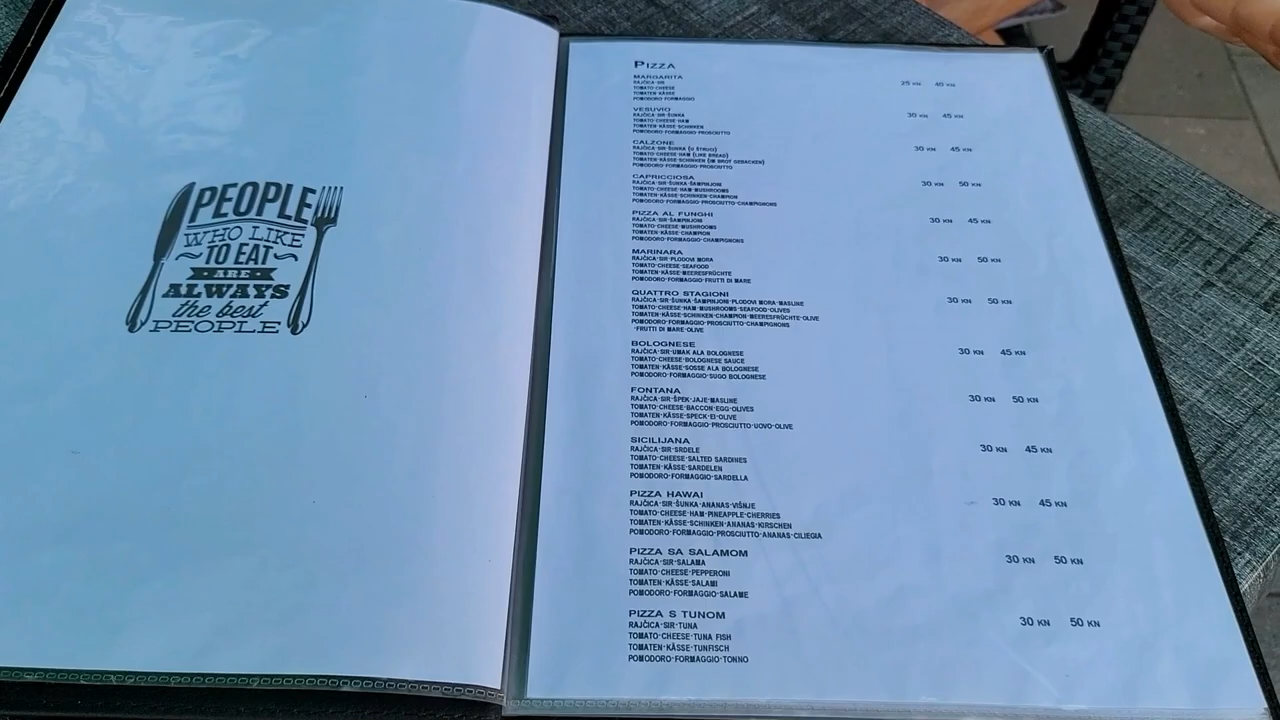 PEOPLE
WHO LIKE
TO EAT
ARE
ALWAYS
the best
PEOPLE
PIZZA
MARGARITA 25 KN 40 KN
RAJČICA·SIR
TOMATO·CHEESE
TOMATEN·KÄSSE
POMODORO·FORMAGGIO
VESUVIO 30 KN 45 KN
RAJČICA·SIR·ŠUNKA
TOMATO·CHEESE·HAM
TOMATEN·KÄSSE·SCHINKEN
POMODORO·FORMAGGIO·PROSCIUTTO
CALZONE 30 KN 45 KN
RAJČICA·SIR·ŠUNKA (U ŠTRUCI)
TOMATO·CHEESE·HAM (LIKE BREAD)
TOMATEN·KÄSSE·SCHINKEN (IM BROT GEBACKEN)
POMODORO·FORMAGGIO·PROSCIUTTO
CAPRICCIOSA 30 KN 50 KN
RAJČICA·SIR·ŠUNKA·ŠAMPINJONI
TOMATO·CHEESE·HAM·MUSHROOMS
TOMATEN·KÄSSE·SCHINKEN·CHAMPION
POMODORO·FORMAGGIO·PROSCIUTTO·CHAMPIGNONS
PIZZA AL FUNGHI 30 KN 45 KN
RAJČICA·SIR·ŠAMPINJONI
TOMATO·CHEESE·MUSHROOMS
TOMATEN·KÄSSE·CHAMPION
POMODORO·FORMAGGIO·CHAMPIGNONS
MARINARA 30 KN 50 KN
RAJČICA·SIR·PLODOVI MORA
TOMATO·CHEESE·SEAFOOD
TOMATEN·KÄSSE·MEERESFRÜCHTE
POMODORO·FORMAGGIO·FRUTTI DI MARE
QUATTRO STAGIONI 30 KN 50 KN
RAJČICA·SIR·ŠUNKA·ŠAMPINJONI·PLODOVI MORA·MASLINE
TOMATO·CHEESE·HAM·MUSHROOMS·SEAFOOD·OLIVES
TOMATEN·KÄSSE·SCHINKEN·CHAMPION·MEERESFRÜCHTE·OLIVE
POMODORO·FORMAGGIO·PROSCIUTTO·CHAMPIGNONS
·FRUTTI DI MARE·OLIVE
BOLOGNESE 30 KN 45 KN
RAJČICA·SIR·UMAK ALA BOLOGNESE
TOMATO·CHEESE·BOLOGNESE SAUCE
TOMATEN·KÄSSE·SOSSE ALA BOLOGNESE
POMODORO·FORMAGGIO·SUGO BOLOGNESE
FONTANA 30 KN 50 KN
RAJČICA·SIR·ŠPEK·JAJE·MASLINE
TOMATO·CHEESE·BACCON·EGG·OLIVES
TOMATEN·KÄSSE·SPECK·EI·OLIVE
POMODORO·FORMAGGIO·PROSCIUTTO·UOVO·OLIVE
SICILIJANA 30 KN 45 KN
RAJČICA·SIR·SRDELE
TOMATO·CHEESE·SALTED SARDINES
TOMATEN·KÄSSE·SARDELEN
POMODORO·FORMAGGIO·SARDELLA
PIZZA HAWAI 30 KN 45 KN
RAJČICA·SIR·ŠUNKA·ANANAS·VIŠNJE
TOMATO·CHEESE·HAM·PINEAPPLE·CHERRIES
TOMATEN·KÄSSE·SCHINKEN·ANANAS·KIRSCHEN
POMODORO·FORMAGGIO·PROSCIUTTO·ANANAS·CILIEGIA
PIZZA SA SALAMOM 30 KN 50 KN
RAJČICA·SIR·SALAMA
TOMATO·CHEESE·PEPPERONI
TOMATEN·KÄSSE·SALAMI
POMODORO·FORMAGGIO·SALAME
PIZZA S TUNOM 30 KN 50 KN
RAJČICA·SIR·TUNA
TOMATO·CHEESE·TUNA FISH
TOMATEN·KÄSSE·TUNFISCH
POMODORO·FORMAGGIO·TONNO